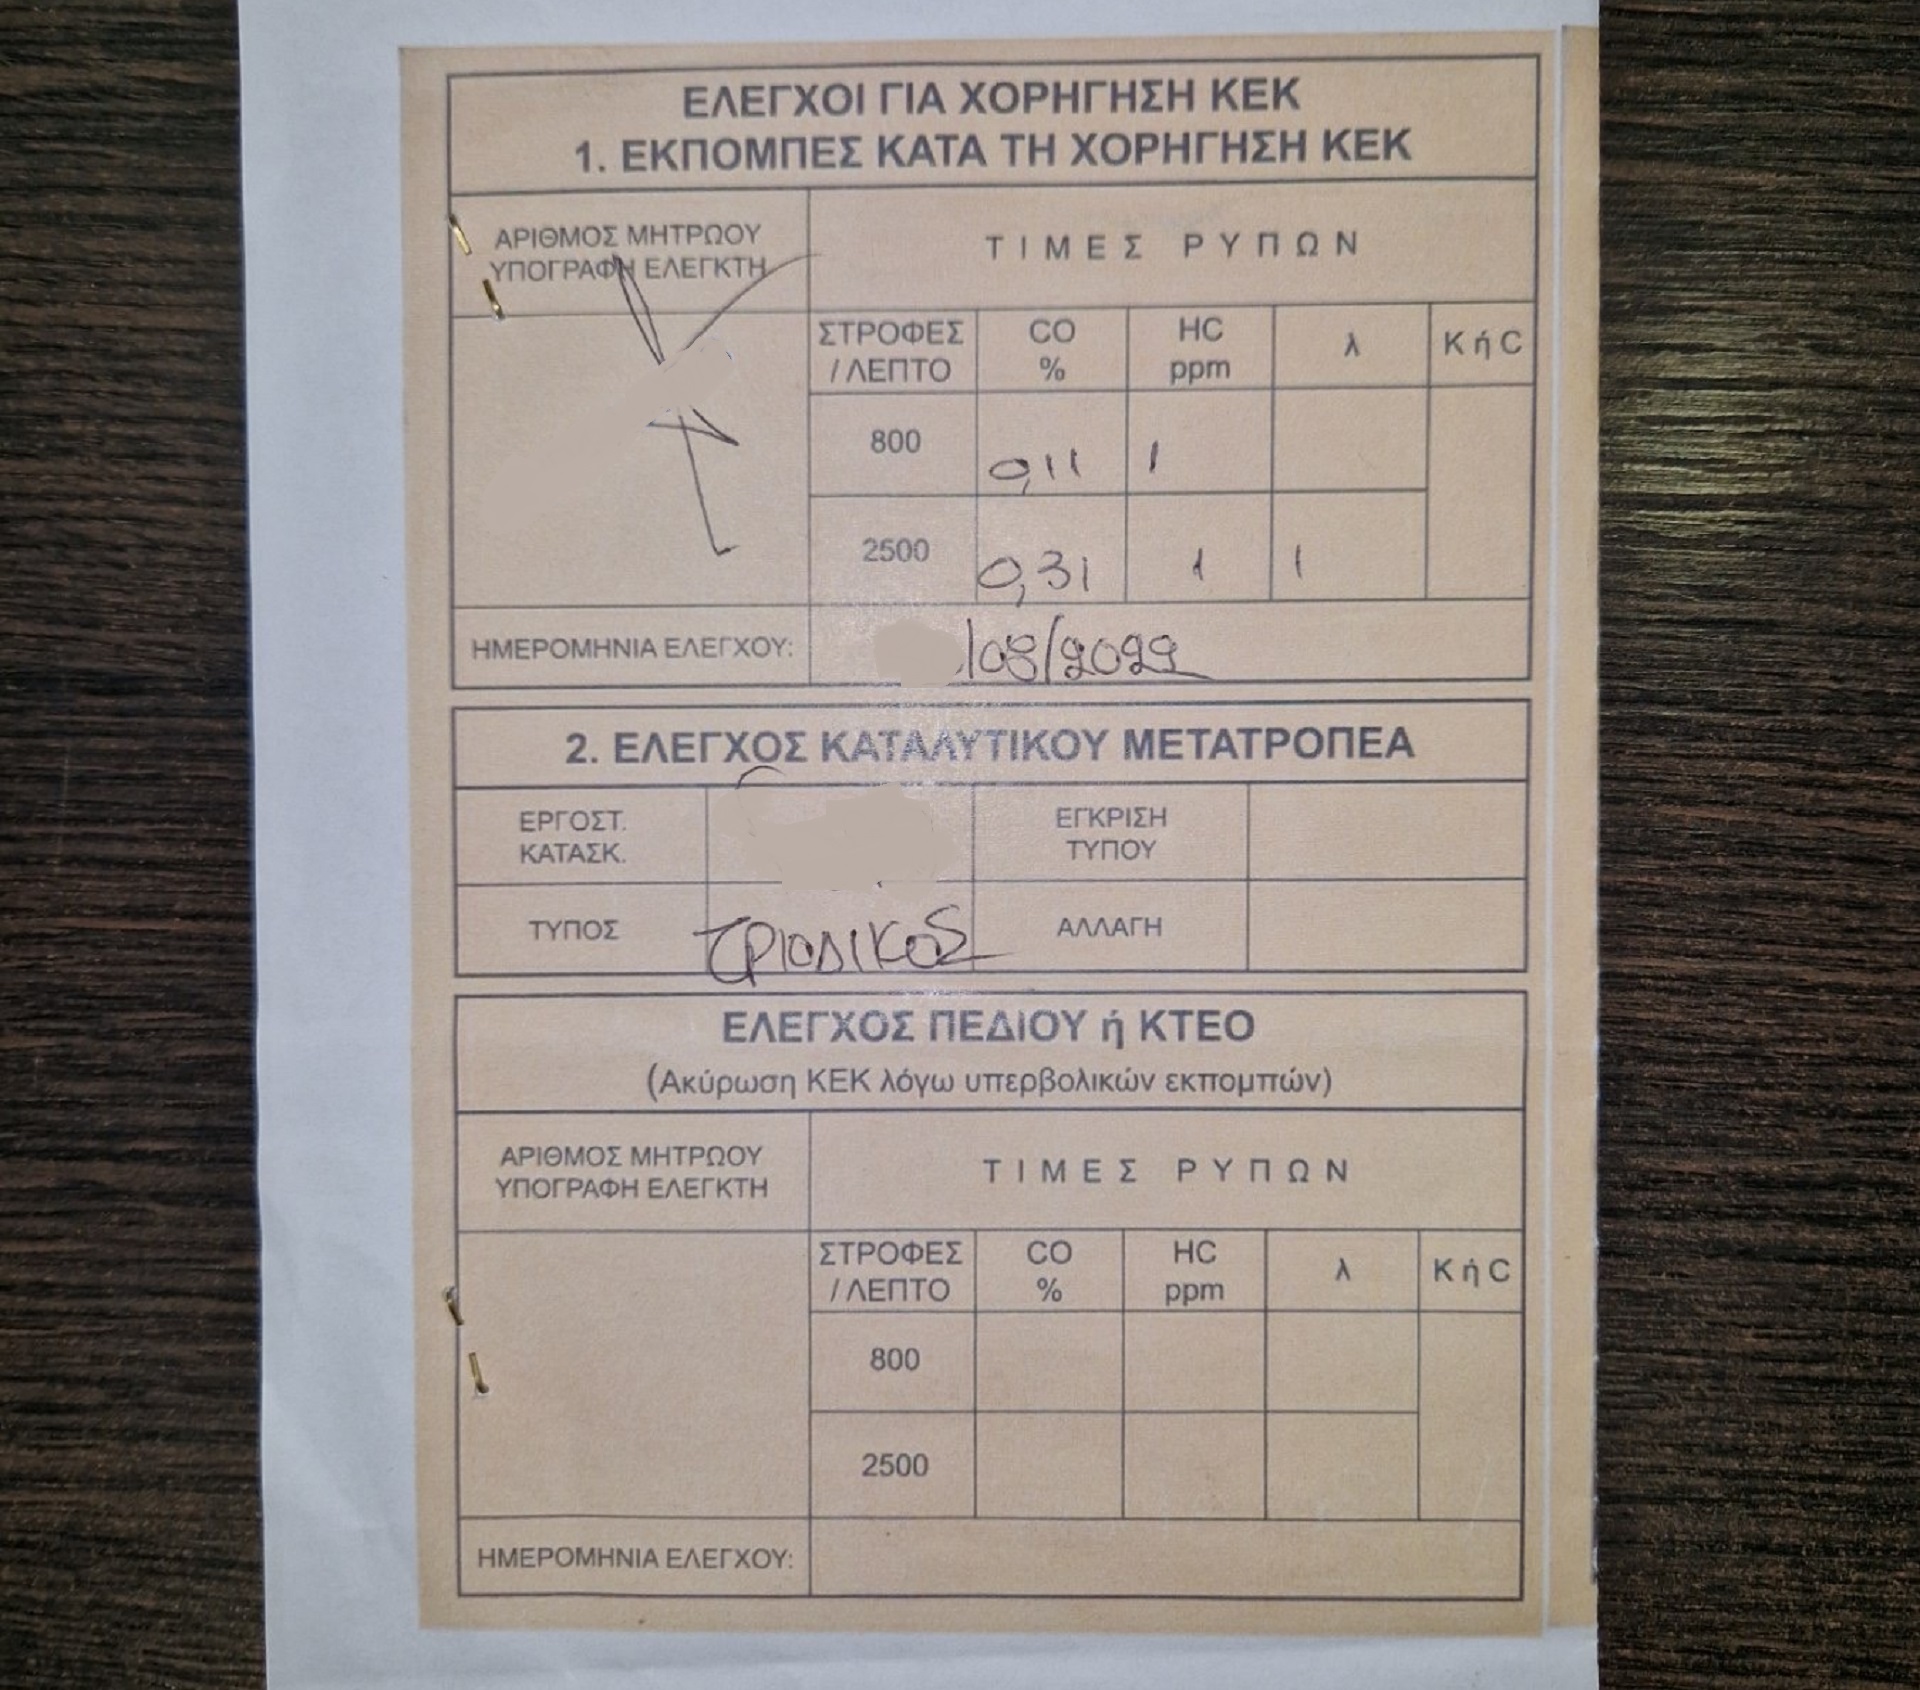 ΕΛΕΓΧΟΙ ΓΙΑ ΧΟΡΗΓΗΣΗ ΚΕΚ
1. ΕΚΠΟΜΠΕΣ ΚΑΤΑ ΤΗ ΧΟΡΗΓΗΣΗ ΚΕΚ
ΑΡΙΘΜΟΣ ΜΗΤΡΩΟΥ
ΥΠΟΓΡΑΦΗ ΕΛΕΓΚΤΗ
ΤΙΜΕΣ ΡΥΠΩΝ
ΣΤΡΟΦΕΣ
/ ΛΕΠΤΟ
CO
%
HC
ppm
λ
Κ ή C
800
0,11
1
2500
0,31
1
1
ΗΜΕΡΟΜΗΝΙΑ ΕΛΕΓΧΟΥ:
/08/2022
2. ΕΛΕΓΧΟΣ ΚΑΤΑΛΥΤΙΚΟΥ ΜΕΤΑΤΡΟΠΕΑ
ΕΡΓΟΣΤ.
ΚΑΤΑΣΚ.
ΕΓΚΡΙΣΗ
ΤΥΠΟΥ
ΤΥΠΟΣ
ΤΡΙΟΔΙΚΟS
ΑΛΛΑΓΗ
ΕΛΕΓΧΟΣ ΠΕΔΙΟΥ ή ΚΤΕΟ
(Ακύρωση ΚΕΚ λόγω υπερβολικών εκπομπών)
ΑΡΙΘΜΟΣ ΜΗΤΡΩΟΥ
ΥΠΟΓΡΑΦΗ ΕΛΕΓΚΤΗ
ΤΙΜΕΣ ΡΥΠΩΝ
ΣΤΡΟΦΕΣ
/ ΛΕΠΤΟ
CO
%
HC
ppm
λ
Κ ή C
800
2500
ΗΜΕΡΟΜΗΝΙΑ ΕΛΕΓΧΟΥ: